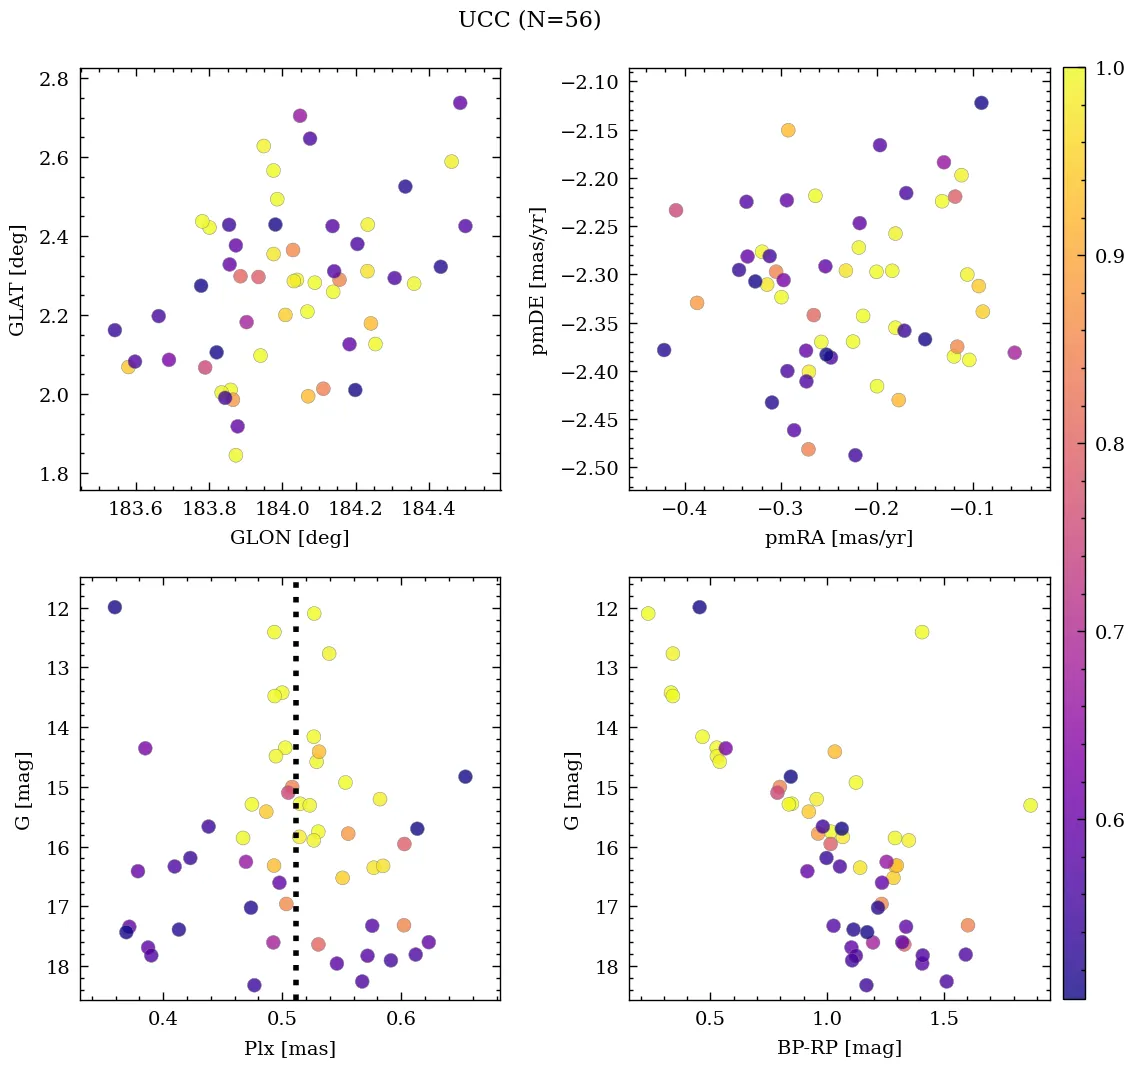 UCC (N=56)
2.8
2.6
2.4
2.2
2.0
1.8
GLAT [deg]
183.6 183.8 184.0 184.2 184.4
GLON [deg]
−2.10
−2.15
−2.20
−2.25
−2.30
−2.35
−2.40
−2.45
−2.50
pmDE [mas/yr]
−0.4 −0.3 −0.2 −0.1
pmRA [mas/yr]
1.0
0.9
0.8
0.7
0.6
12
13
14
15
16
17
18
G [mag]
0.4 0.5 0.6
Plx [mas]
12
13
14
15
16
17
18
G [mag]
0.5 1.0 1.5
BP-RP [mag]